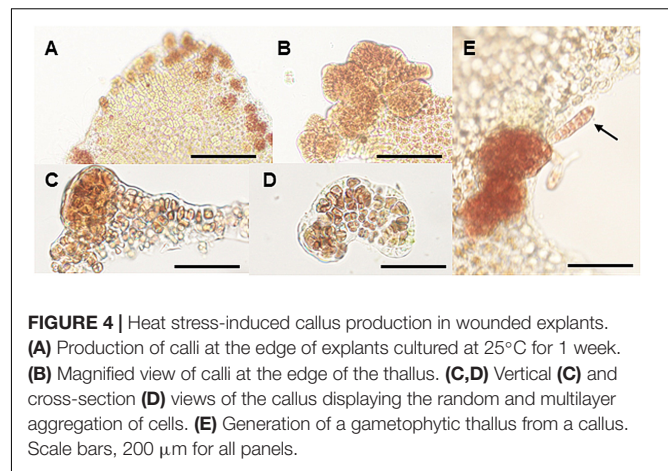 A
B
E
C
D
FIGURE 4 | Heat stress-induced callus production in wounded explants.
(A) Production of calli at the edge of explants cultured at 25°C for 1 week.
(B) Magnified view of calli at the edge of the thallus. (C,D) Vertical (C) and
cross-section (D) views of the callus displaying the random and multilayer
aggregation of cells. (E) Generation of a gametophytic thallus from a callus.
Scale bars, 200 μm for all panels.